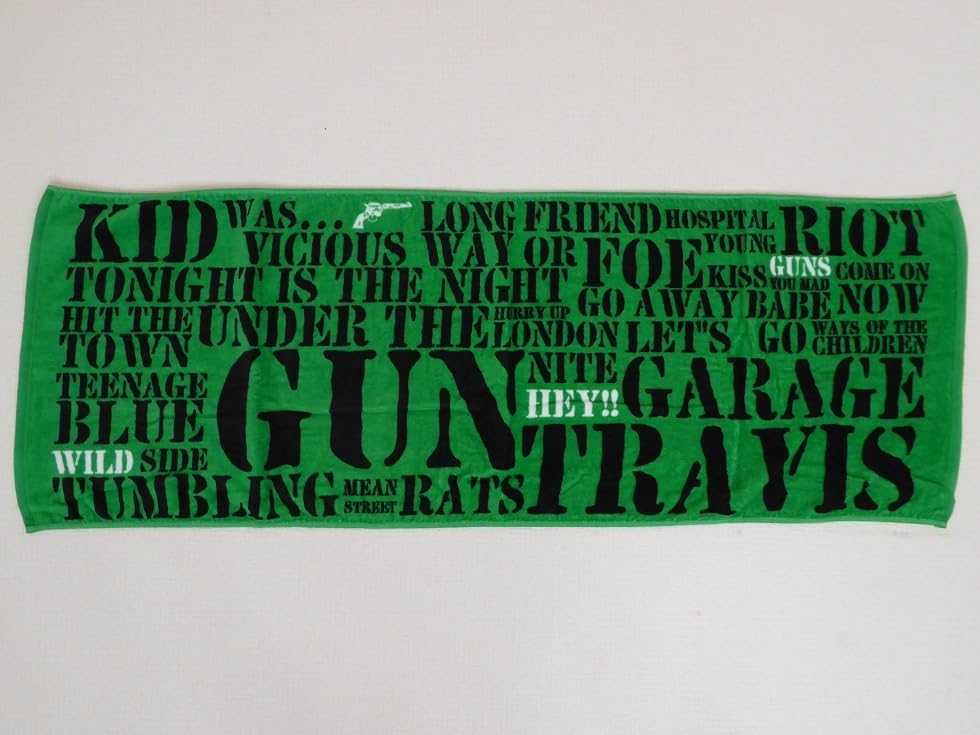 KID WAS... LONG FRIEND HOSPITAL RIOT
VICIOUS WAY OR FOE YOUNG GUNS
TONIGHT IS THE NIGHT KISS YOU MAD COME ON
HIT THE UNDER THE HURRY UP GO AWAY BABE NOW
TOWN LONDON LET'S GO WAYS OF THE CHILDREN
TEENAGE GUN NITE GARAGE
BLUE HEY!!
WILD SIDE TRAVIS
TUMBLING MEAN STREET RATS